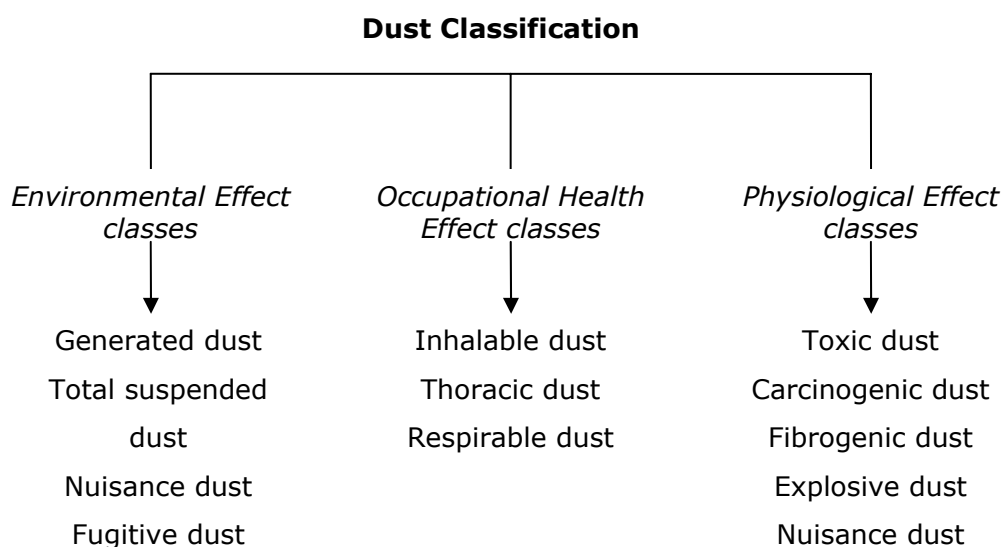 Dust Classification
Environmental Effect
classes
Occupational Health
Effect classes
Physiological Effect
classes
Generated dust
Total suspended
dust
Nuisance dust
Fugitive dust
Inhalable dust
Thoracic dust
Respirable dust
Toxic dust
Carcinogenic dust
Fibrogenic dust
Explosive dust
Nuisance dust